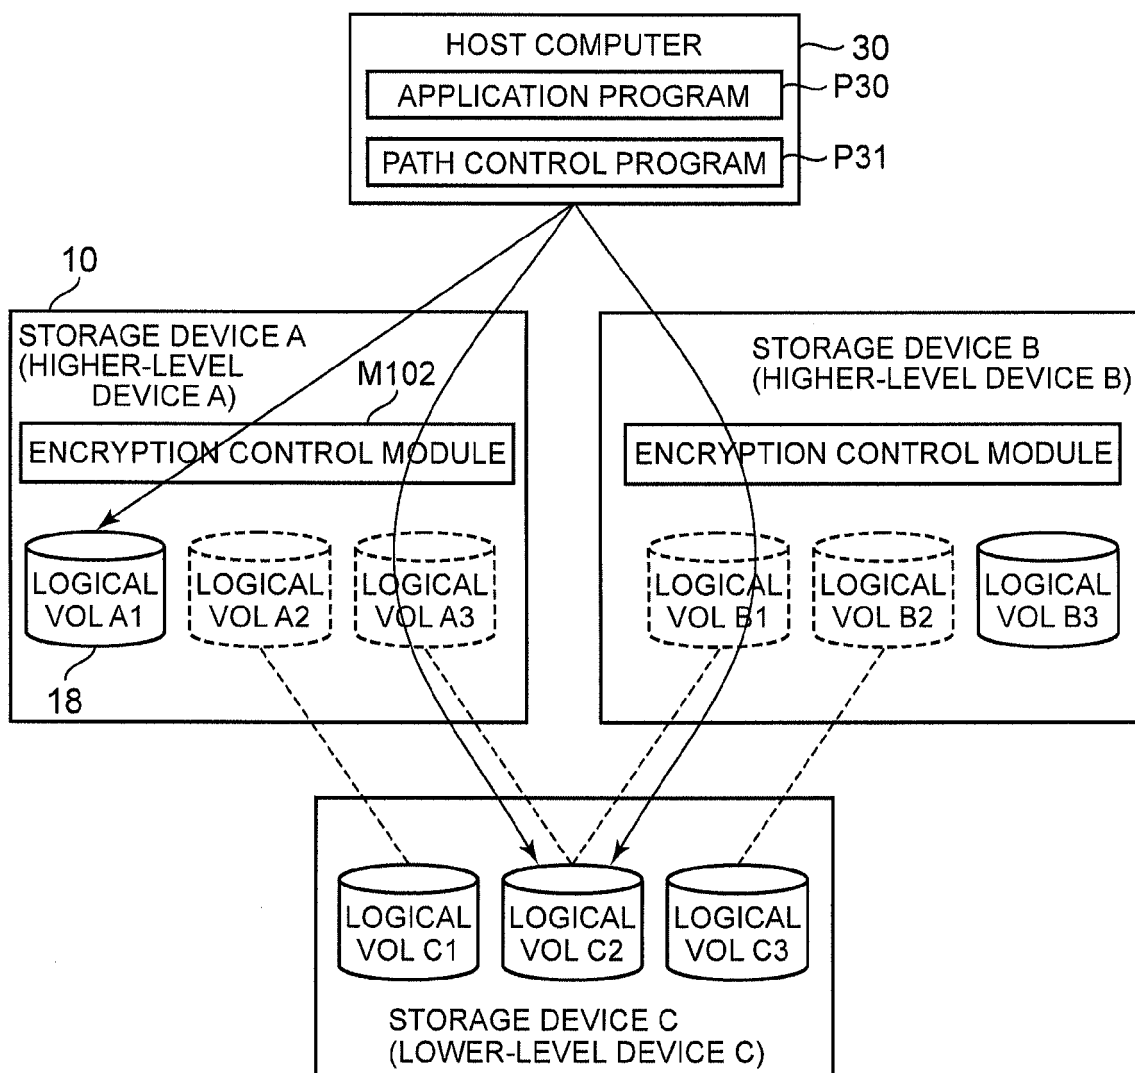 HOST COMPUTER
30
APPLICATION PROGRAM
P30
PATH CONTROL PROGRAM
P31
10
STORAGE DEVICE A
(HIGHER-LEVEL
DEVICE A)
M102
ENCRYPTION CONTROL MODULE
LOGICAL
VOL A1
LOGICAL
VOL A2
LOGICAL
VOL A3
18
STORAGE DEVICE B
(HIGHER-LEVEL DEVICE B)
ENCRYPTION CONTROL MODULE
LOGICAL
VOL B1
LOGICAL
VOL B2
LOGICAL
VOL B3
LOGICAL
VOL C1
LOGICAL
VOL C2
LOGICAL
VOL C3
STORAGE DEVICE C
(LOWER-LEVEL DEVICE C)